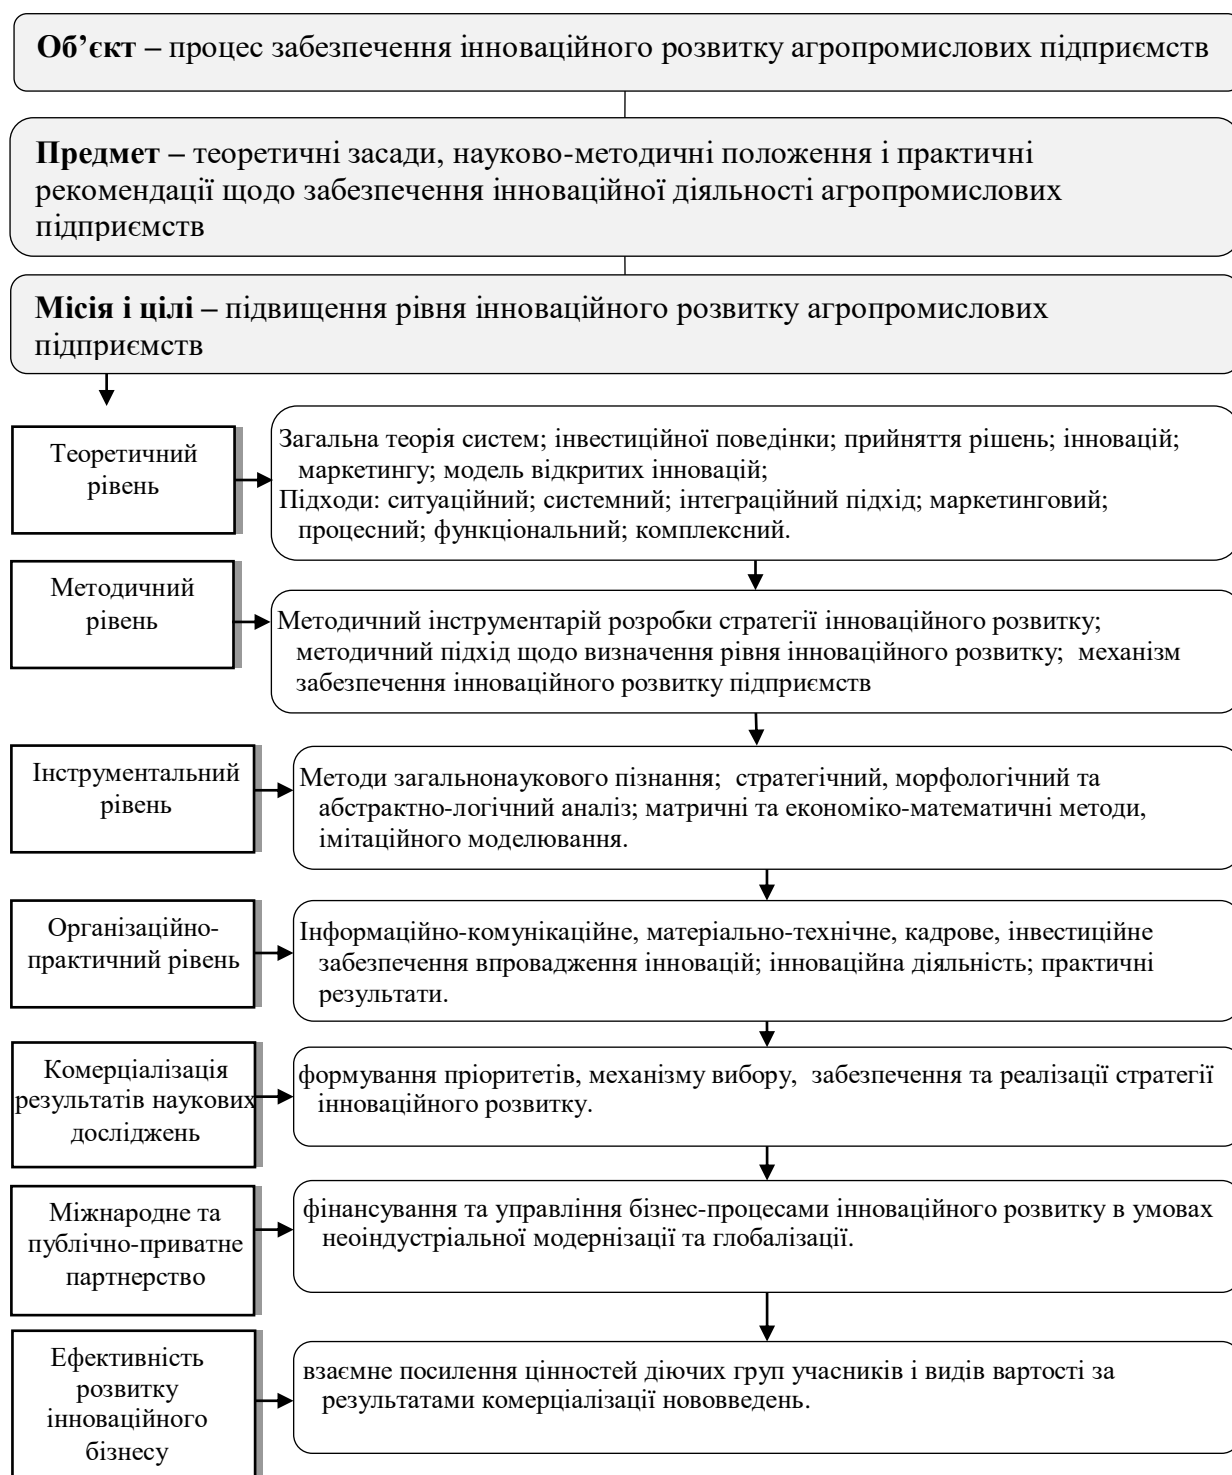 Об’єкт – процес забезпечення інноваційного розвитку агропромислових підприємств
Предмет – теоретичні засади, науково-методичні положення і практичні
рекомендації щодо забезпечення інноваційної діяльності агропромислових
підприємств
Місія і цілі – підвищення рівня інноваційного розвитку агропромислових
підприємств
Теоретичний
рівень
Загальна теорія систем; інвестиційної поведінки; прийняття рішень; інновацій;
маркетингу; модель відкритих інновацій;
Підходи: ситуаційний; системний; інтеграційний підхід; маркетинговий;
процесний; функціональний; комплексний.
Методичний
рівень
Методичний інструментарій розробки стратегії інноваційного розвитку;
методичний підхід щодо визначення рівня інноваційного розвитку; механізм
забезпечення інноваційного розвитку підприємств
Інструментальний
рівень
Методи загальнонаукового пізнання; стратегічний, морфологічний та
абстрактно-логічний аналіз; матричні та економіко-математичні методи,
імітаційного моделювання.
Організаційно-
практичний рівень
Інформаційно-комунікаційне, матеріально-технічне, кадрове, інвестиційне
забезпечення впровадження інновацій; інноваційна діяльність; практичні
результати.
Комерціалізація
результатів наукових
досліджень
формування пріоритетів, механізму вибору, забезпечення та реалізації стратегії
інноваційного розвитку.
Міжнародне та
публічно-приватне
партнерство
фінансування та управління бізнес-процесами інноваційного розвитку в умовах
неоіндустріальної модернізації та глобалізації.
Ефективність
розвитку
інноваційного
бізнесу
взаємне посилення цінностей діючих груп учасників і видів вартості за
результатами комерціалізації нововведень.